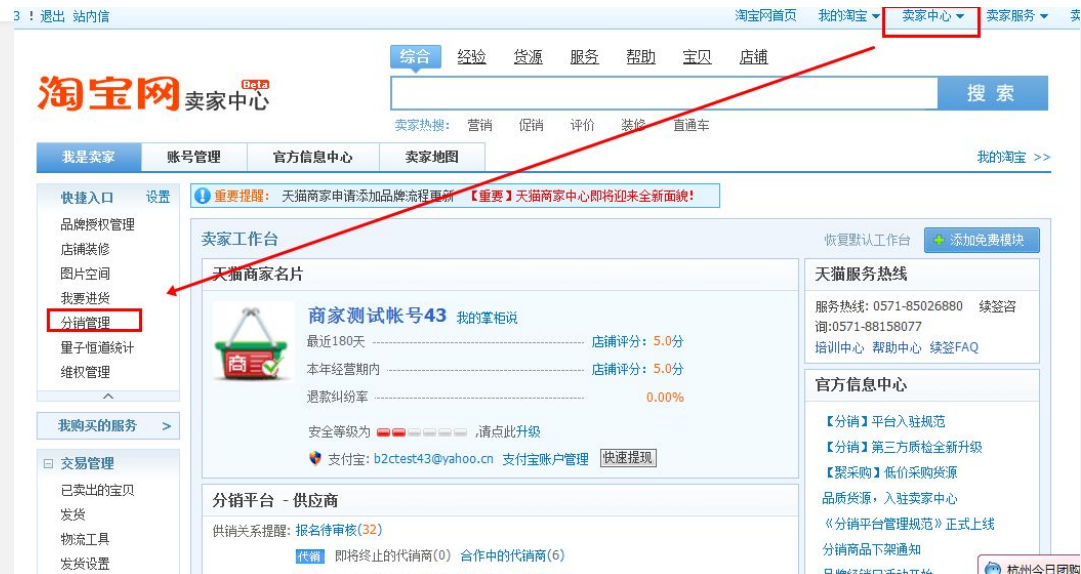 3 ! 退出 站内信 淘宝网首页 我的淘宝 卖家中心 卖家服务
综合 经验 货源 服务 帮助 宝贝 店铺
淘宝网 Beta 卖家中心
搜 索
卖家热搜: 营销 促销 评价 装修 直通车
我是卖家 账号管理 官方信息中心 卖家地图 我的淘宝 >>
快捷入口 设置
品牌授权管理
店铺装修
图片空间
我要进货
分销管理
量子恒道统计
维权管理
我购买的服务 >
交易管理
已卖出的宝贝
发货
物流工具
发货设置
重要提醒: 天猫商家申请添加品牌流程更新 【重要】天猫商家中心即将迎来全新面貌!
卖家工作台 恢复默认工作台 添加免费模块
天猫商家名片
商
商家测试帐号43 我的掌柜说
最近180天 店铺评分: 5.0分
本年经营期内 店铺评分: 5.0分
退款纠纷率 0.00%
安全等级为 ,请点此升级
支付宝: b2ctest43@yahoo.cn 支付宝账户管理 快速提现
分销平台 - 供应商
供销关系提醒: 报名待审核(32)
代销 即将终止的代销商(0) 合作中的代销商(6)
天猫服务热线
服务热线: 0571-85026880 续签咨
询:0571-88158077
培训中心 帮助中心 续签FAQ
官方信息中心
【分销】平台入驻规范
【分销】第三方质检全新升级
【聚采购】低价采购货源
品质货源，入驻卖家中心
《分销平台管理规范》正式上线
分销商品下架通知
杭州今日团购